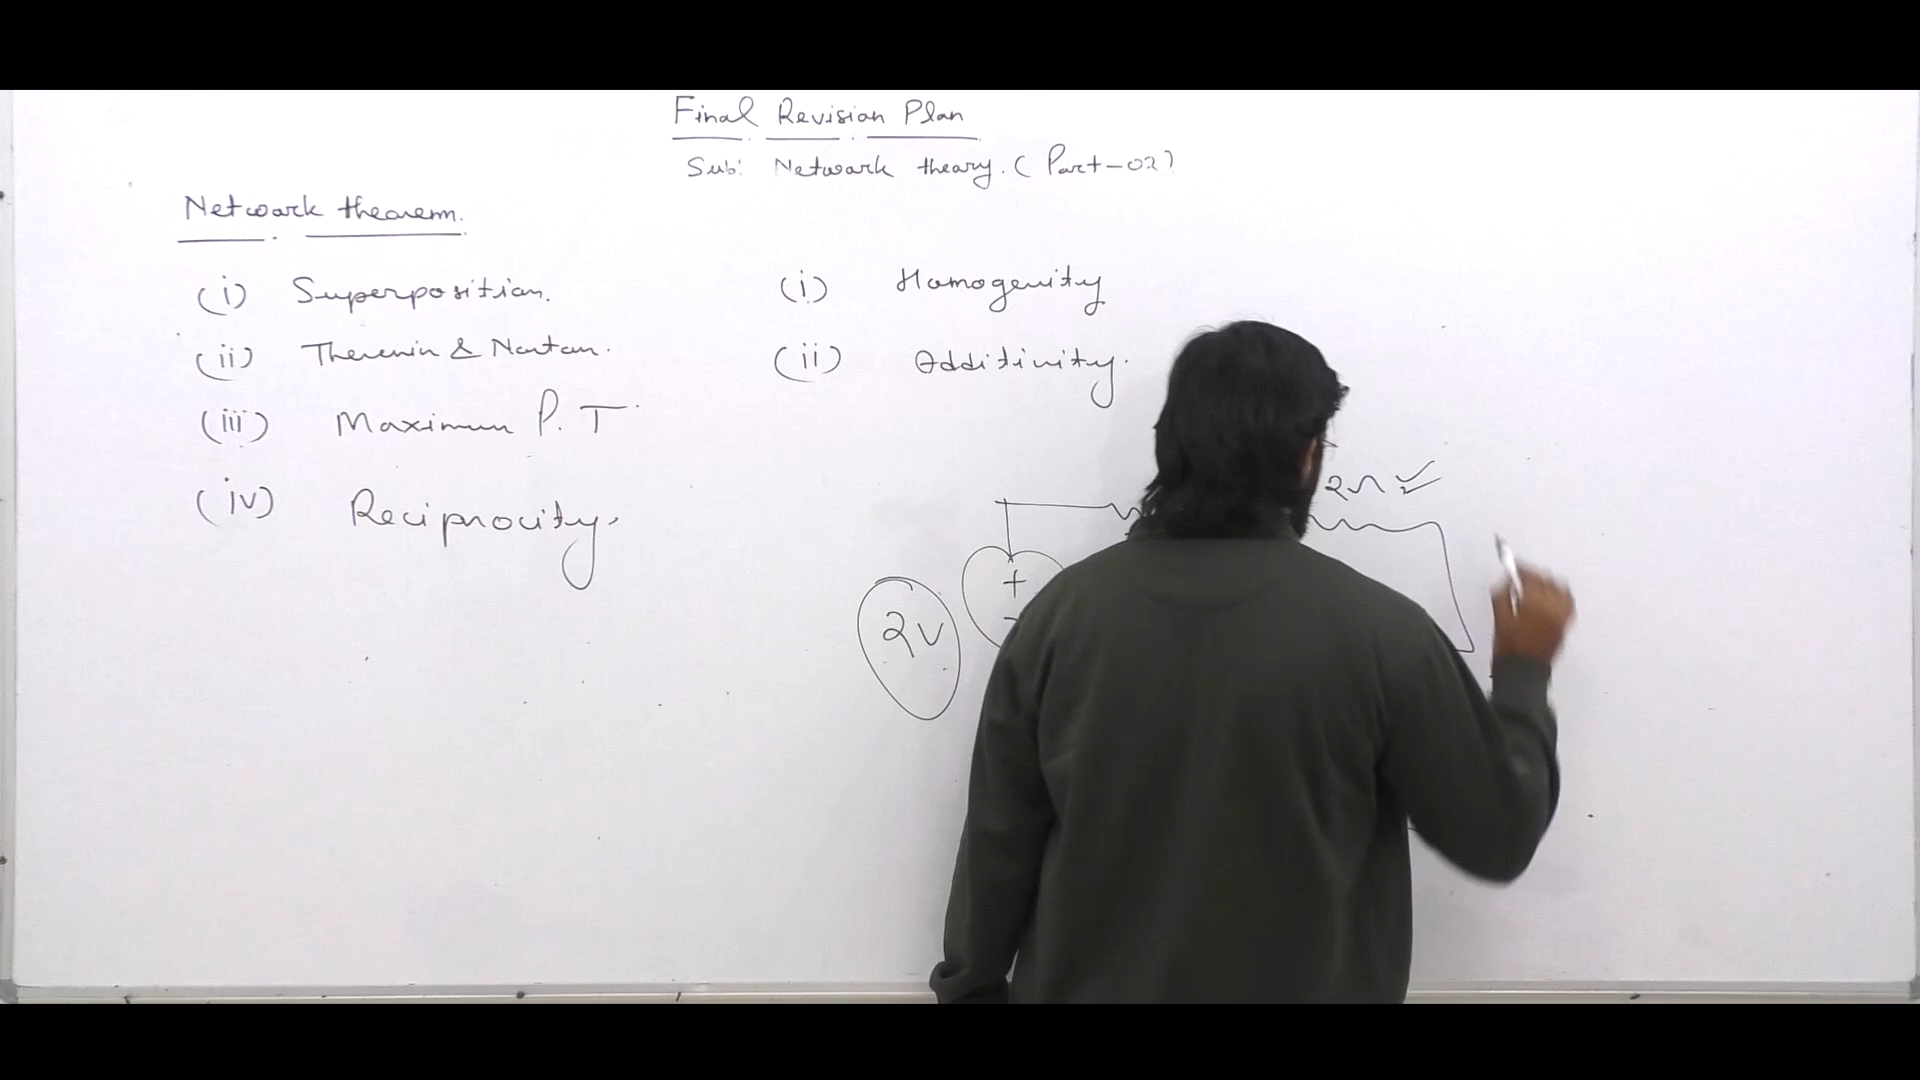 Final Revision Plan
Sub: Network theory. (Part-02)
Network theorem.
(i) Superposition.
(ii) Thevenin & Norton.
(iii) Maximum P. T
(iv) Reciprocity.
(i) Homogenity
(ii) Additivity.
2Ω
+
-
2V